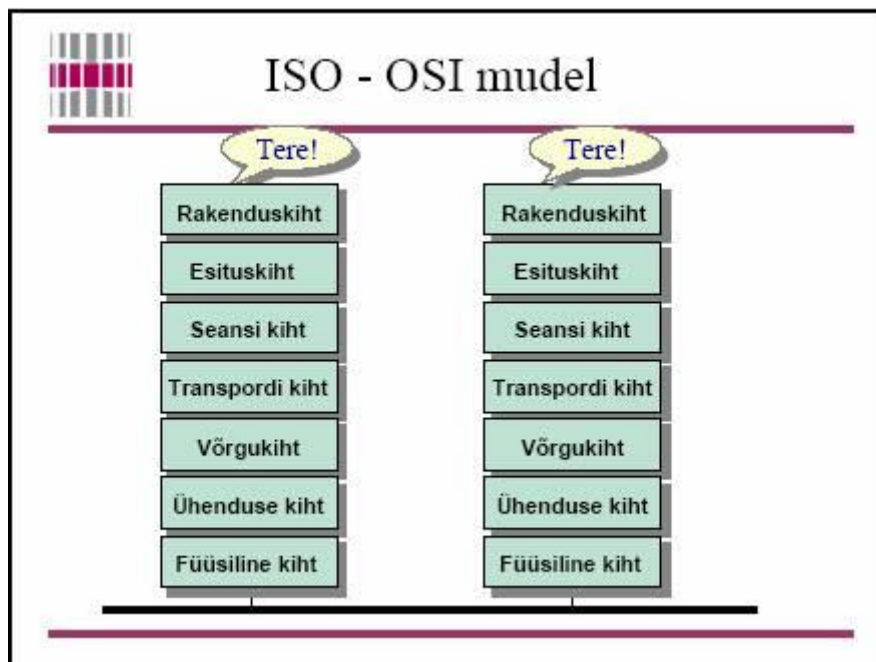 ISO - OSI mudel
Tere!
Rakenduskiht
Esituskiht
Seansi kiht
Transpordi kiht
Võrgukiht
Ühenduse kiht
Füüsiline kiht
Tere!
Rakenduskiht
Esituskiht
Seansi kiht
Transpordi kiht
Võrgukiht
Ühenduse kiht
Füüsiline kiht